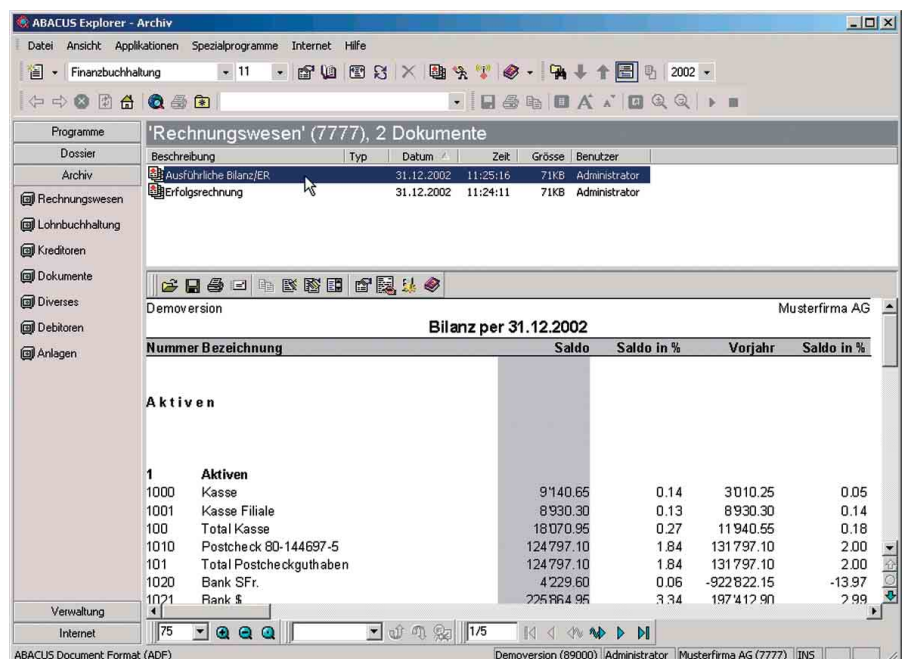 ABACUS Explorer - Archiv
Datei Ansicht Applikationen Spezialprogramme Internet Hilfe
Finanzbuchhaltung 11 2002
Programme
Dossier
Archiv
Rechnungswesen
Lohnbuchhaltung
Kreditoren
Dokumente
Diverses
Debitoren
Anlagen
Verwaltung
Internet
'Rechnungswesen' (7777), 2 Dokumente
Beschreibung Typ Datum Zeit Grösse Benutzer
Ausführliche Bilanz/ER 31.12.2002 11:25:16 71KB Administrator
Erfolgsrechnung 31.12.2002 11:24:11 71KB Administrator
Demoversion Musterfirma AG
Bilanz per 31.12.2002
Nummer Bezeichnung Saldo Saldo in % Vorjahr Saldo in %
Aktiven
1 Aktiven
1000 Kasse 9'140.65 0.14 3'010.25 0.05
1001 Kasse Filiale 8'930.30 0.13 8'930.30 0.14
100 Total Kasse 18'070.95 0.27 11'940.55 0.18
1010 Postcheck 80-144697-5 124'797.10 1.84 131'797.10 2.00
101 Total Postcheckguthaben 124'797.10 1.84 131'797.10 2.00
1020 Bank SFr. 4'229.60 0.06 -922'822.15 -13.97
1021 Bank $ 225'864.95 3.34 197'412.90 2.99
75 1/5
ABACUS Document Format (ADF) Demoversion (89000) Administrator Musterfirma AG (7777) INS